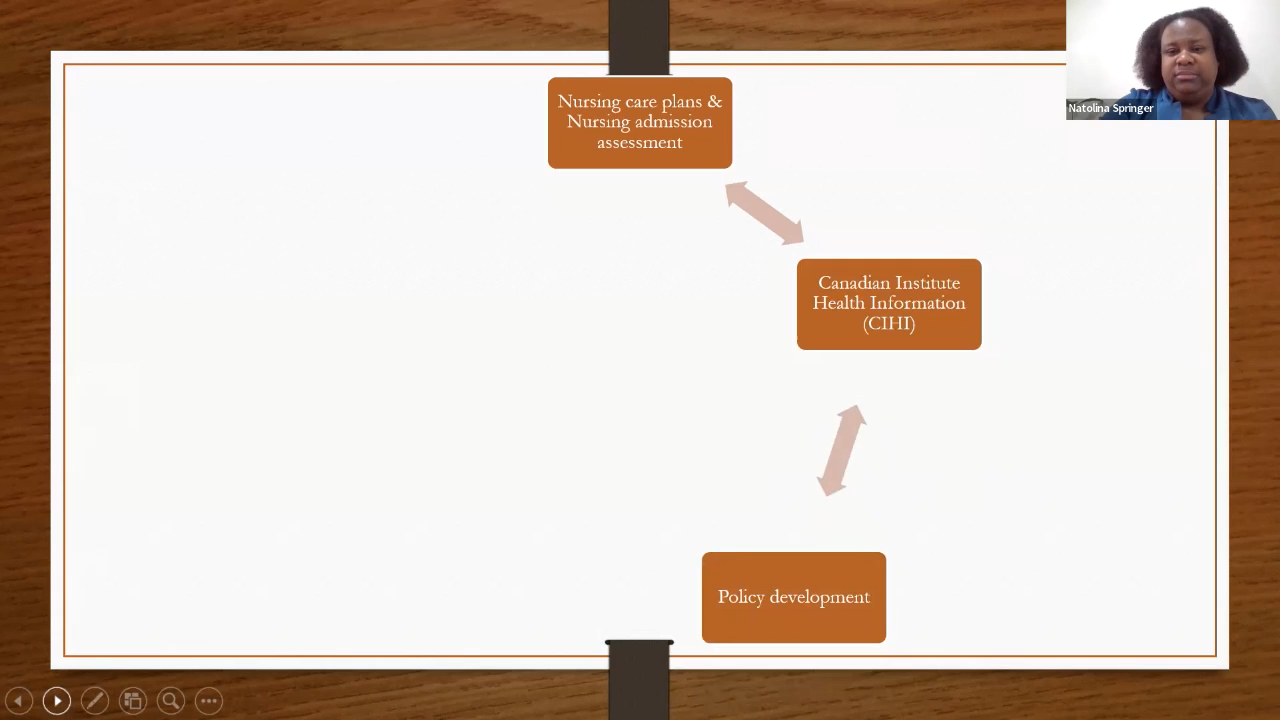 Nursing care plans &
Nursing admission
assessment
Natolina Springer
Canadian Institute
Health Information
(CIHI)
Policy development